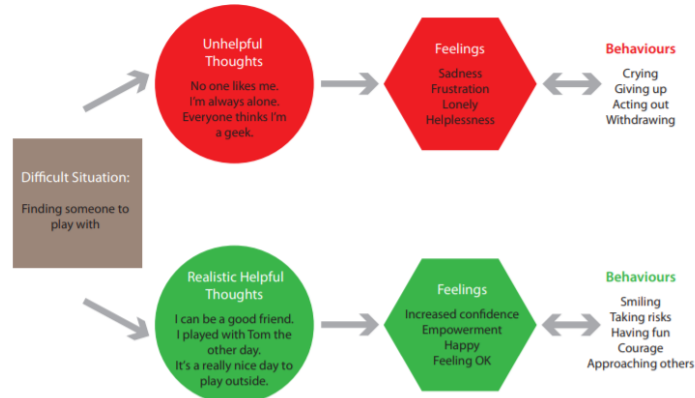 Unhelpful
Thoughts
No one likes me.
I'm always alone.
Everyone thinks I'm
a geek.
Feelings
Sadness
Frustration
Lonely
Helplessness
Behaviours
Crying
Giving up
Acting out
Withdrawing
Difficult Situation:
Finding someone to
play with
Realistic Helpful
Thoughts
I can be a good friend.
I played with Tom the
other day.
It's a really nice day to
play outside.
Feelings
Increased confidence
Empowerment
Happy
Feeling OK
Behaviours
Smiling
Taking risks
Having fun
Courage
Approaching others